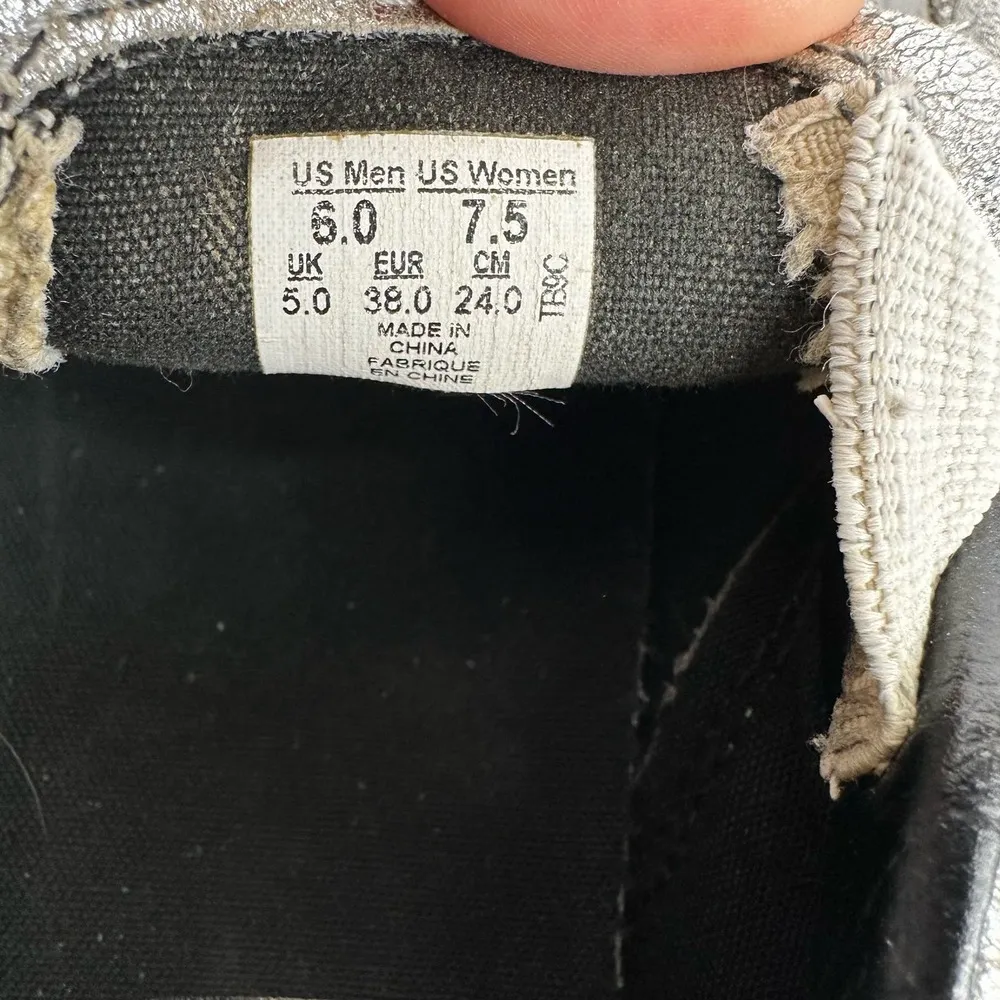 US Men US Women
6.0 7.5
UK EUR CM
5.0 38.0 24.0
TB9C
MADE IN
CHINA
FABRIQUE
EN CHINE